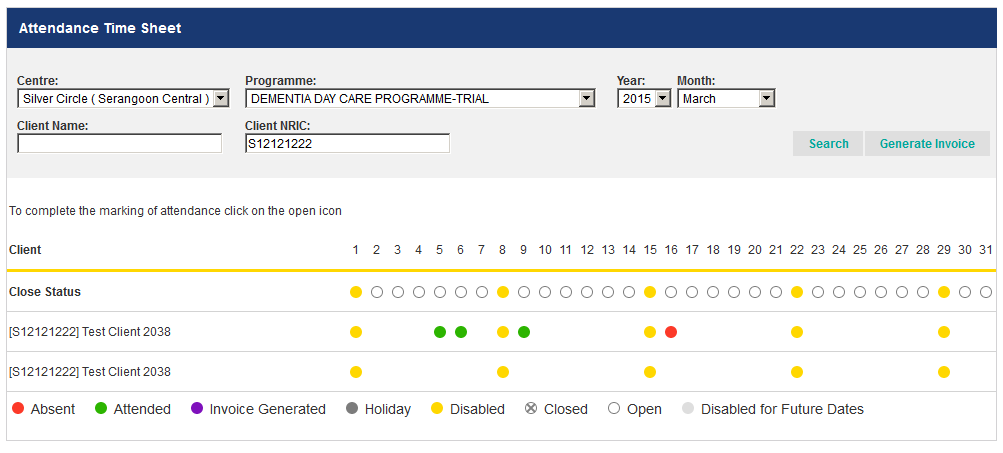 Attendance Time Sheet
Centre: Programme: Year: Month:
Silver Circle ( Serangoon Central ) DEMENTIA DAY CARE PROGRAMME-TRIAL 2015 March
Client Name: Client NRIC:
S12121222 Search Generate Invoice
To complete the marking of attendance click on the open icon
Client 1 2 3 4 5 6 7 8 9 10 11 12 13 14 15 16 17 18 19 20 21 22 23 24 25 26 27 28 29 30 31
Close Status
[S12121222] Test Client 2038
[S12121222] Test Client 2038
Absent Attended Invoice Generated Holiday Disabled Closed Open Disabled for Future Dates